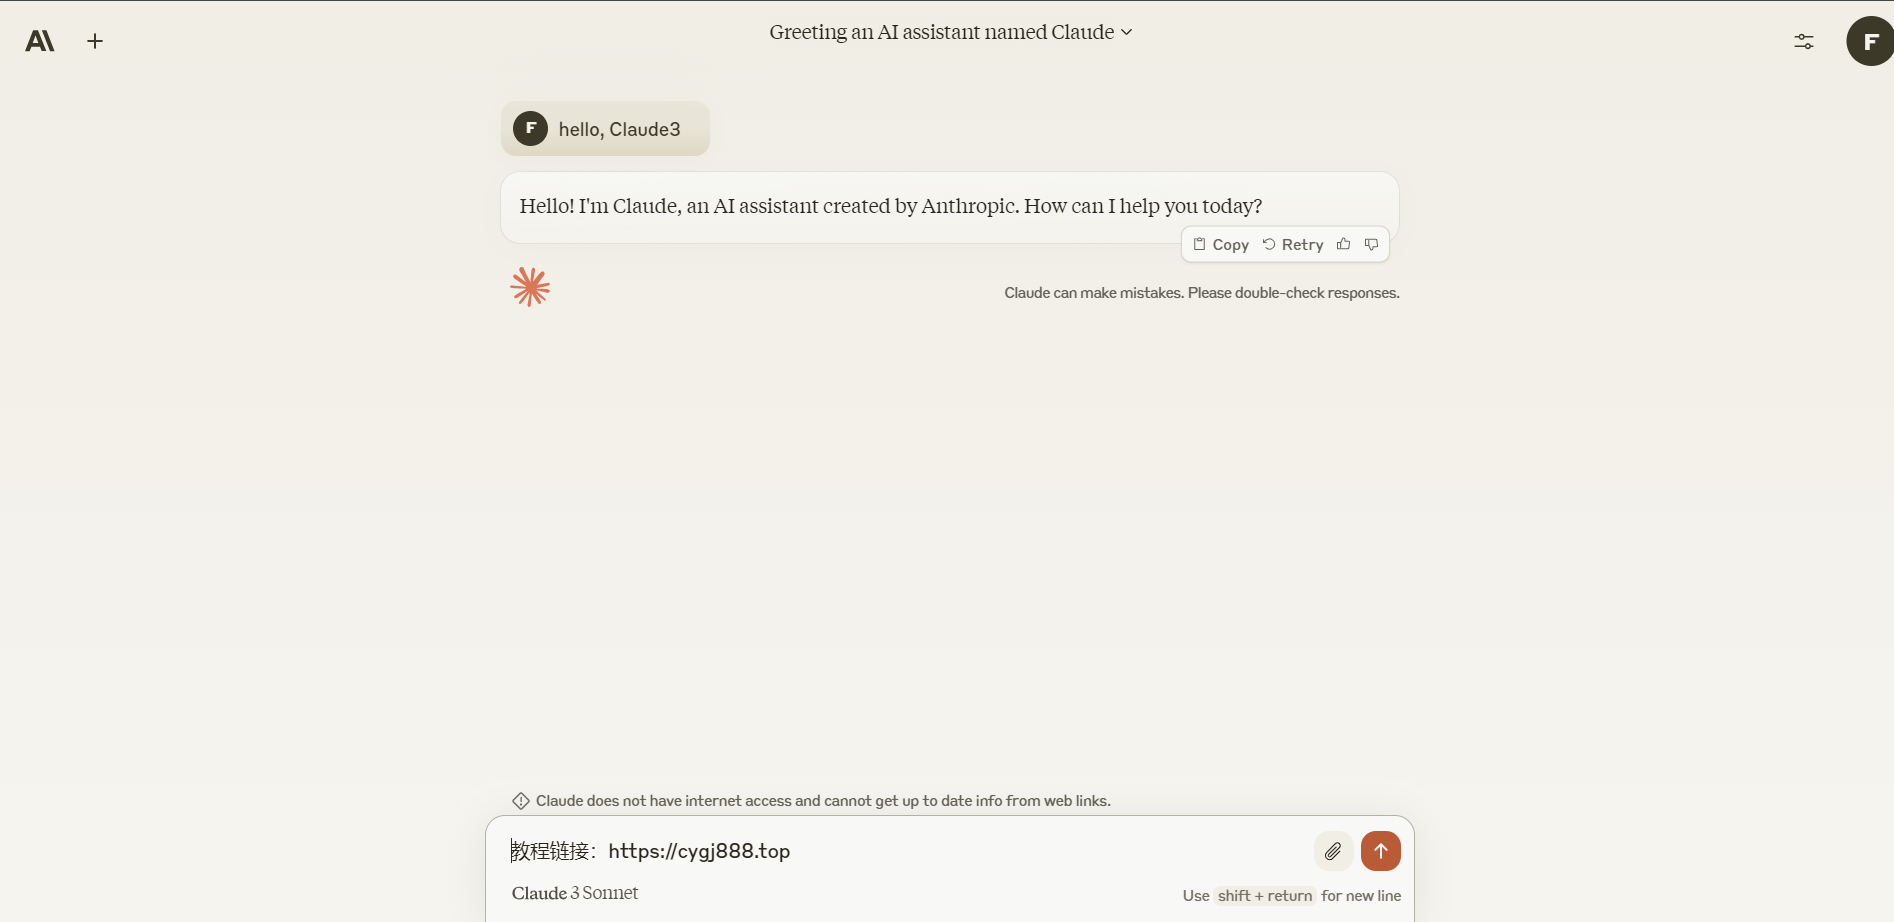 Greeting an AI assistant named Claude
F
F
hello, Claude3
Hello! I'm Claude, an AI assistant created by Anthropic. How can I help you today?
Copy Retry
Claude can make mistakes. Please double-check responses.
Claude does not have internet access and cannot get up to date info from web links.
教程链接：https://cygj888.top
Claude 3 Sonnet
Use shift + return for new line